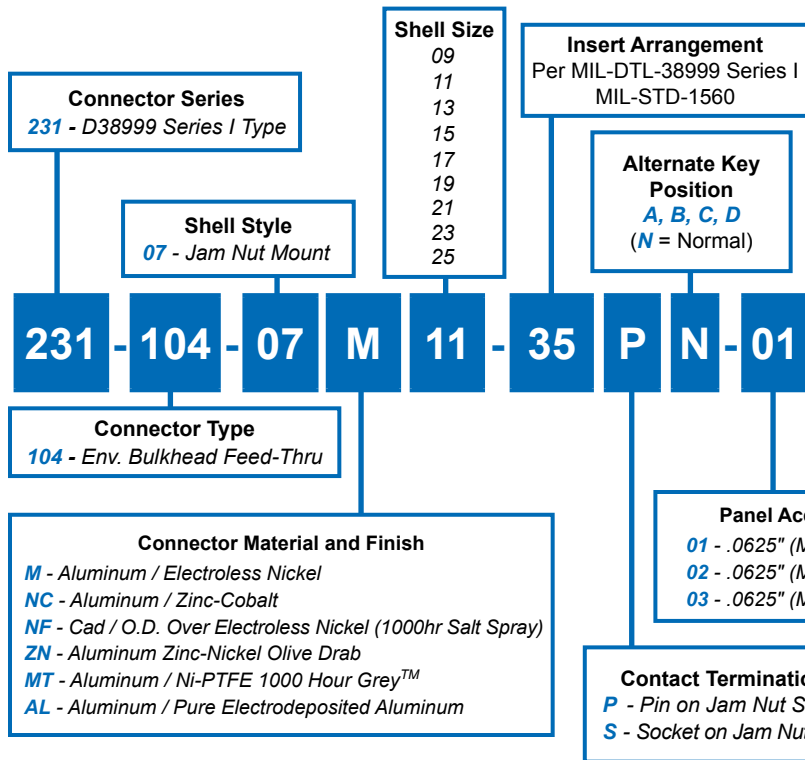 Connector Series
231 - D38999 Series I Type
Shell Style
07 - Jam Nut Mount
Shell Size
09
11
13
15
17
19
21
23
25
Insert Arrangement
Per MIL-DTL-38999 Series I
MIL-STD-1560
Alternate Key
Position
A, B, C, D
(N = Normal)
231 - 104 - 07 M 11 - 35 P N - 01
Connector Type
104 - Env. Bulkhead Feed-Thru
Connector Material and Finish
M - Aluminum / Electroless Nickel
NC - Aluminum / Zinc-Cobalt
NF - Cad / O.D. Over Electroless Nickel (1000hr Salt Spray)
ZN - Aluminum Zinc-Nickel Olive Drab
MT - Aluminum / Ni-PTFE 1000 Hour Grey™
AL - Aluminum / Pure Electrodeposited Aluminum
Panel
01 - .0625"
02 - .0625"
03 - .0625"
Contact
P - Pin on Jam Nut
S - Socket on Jam